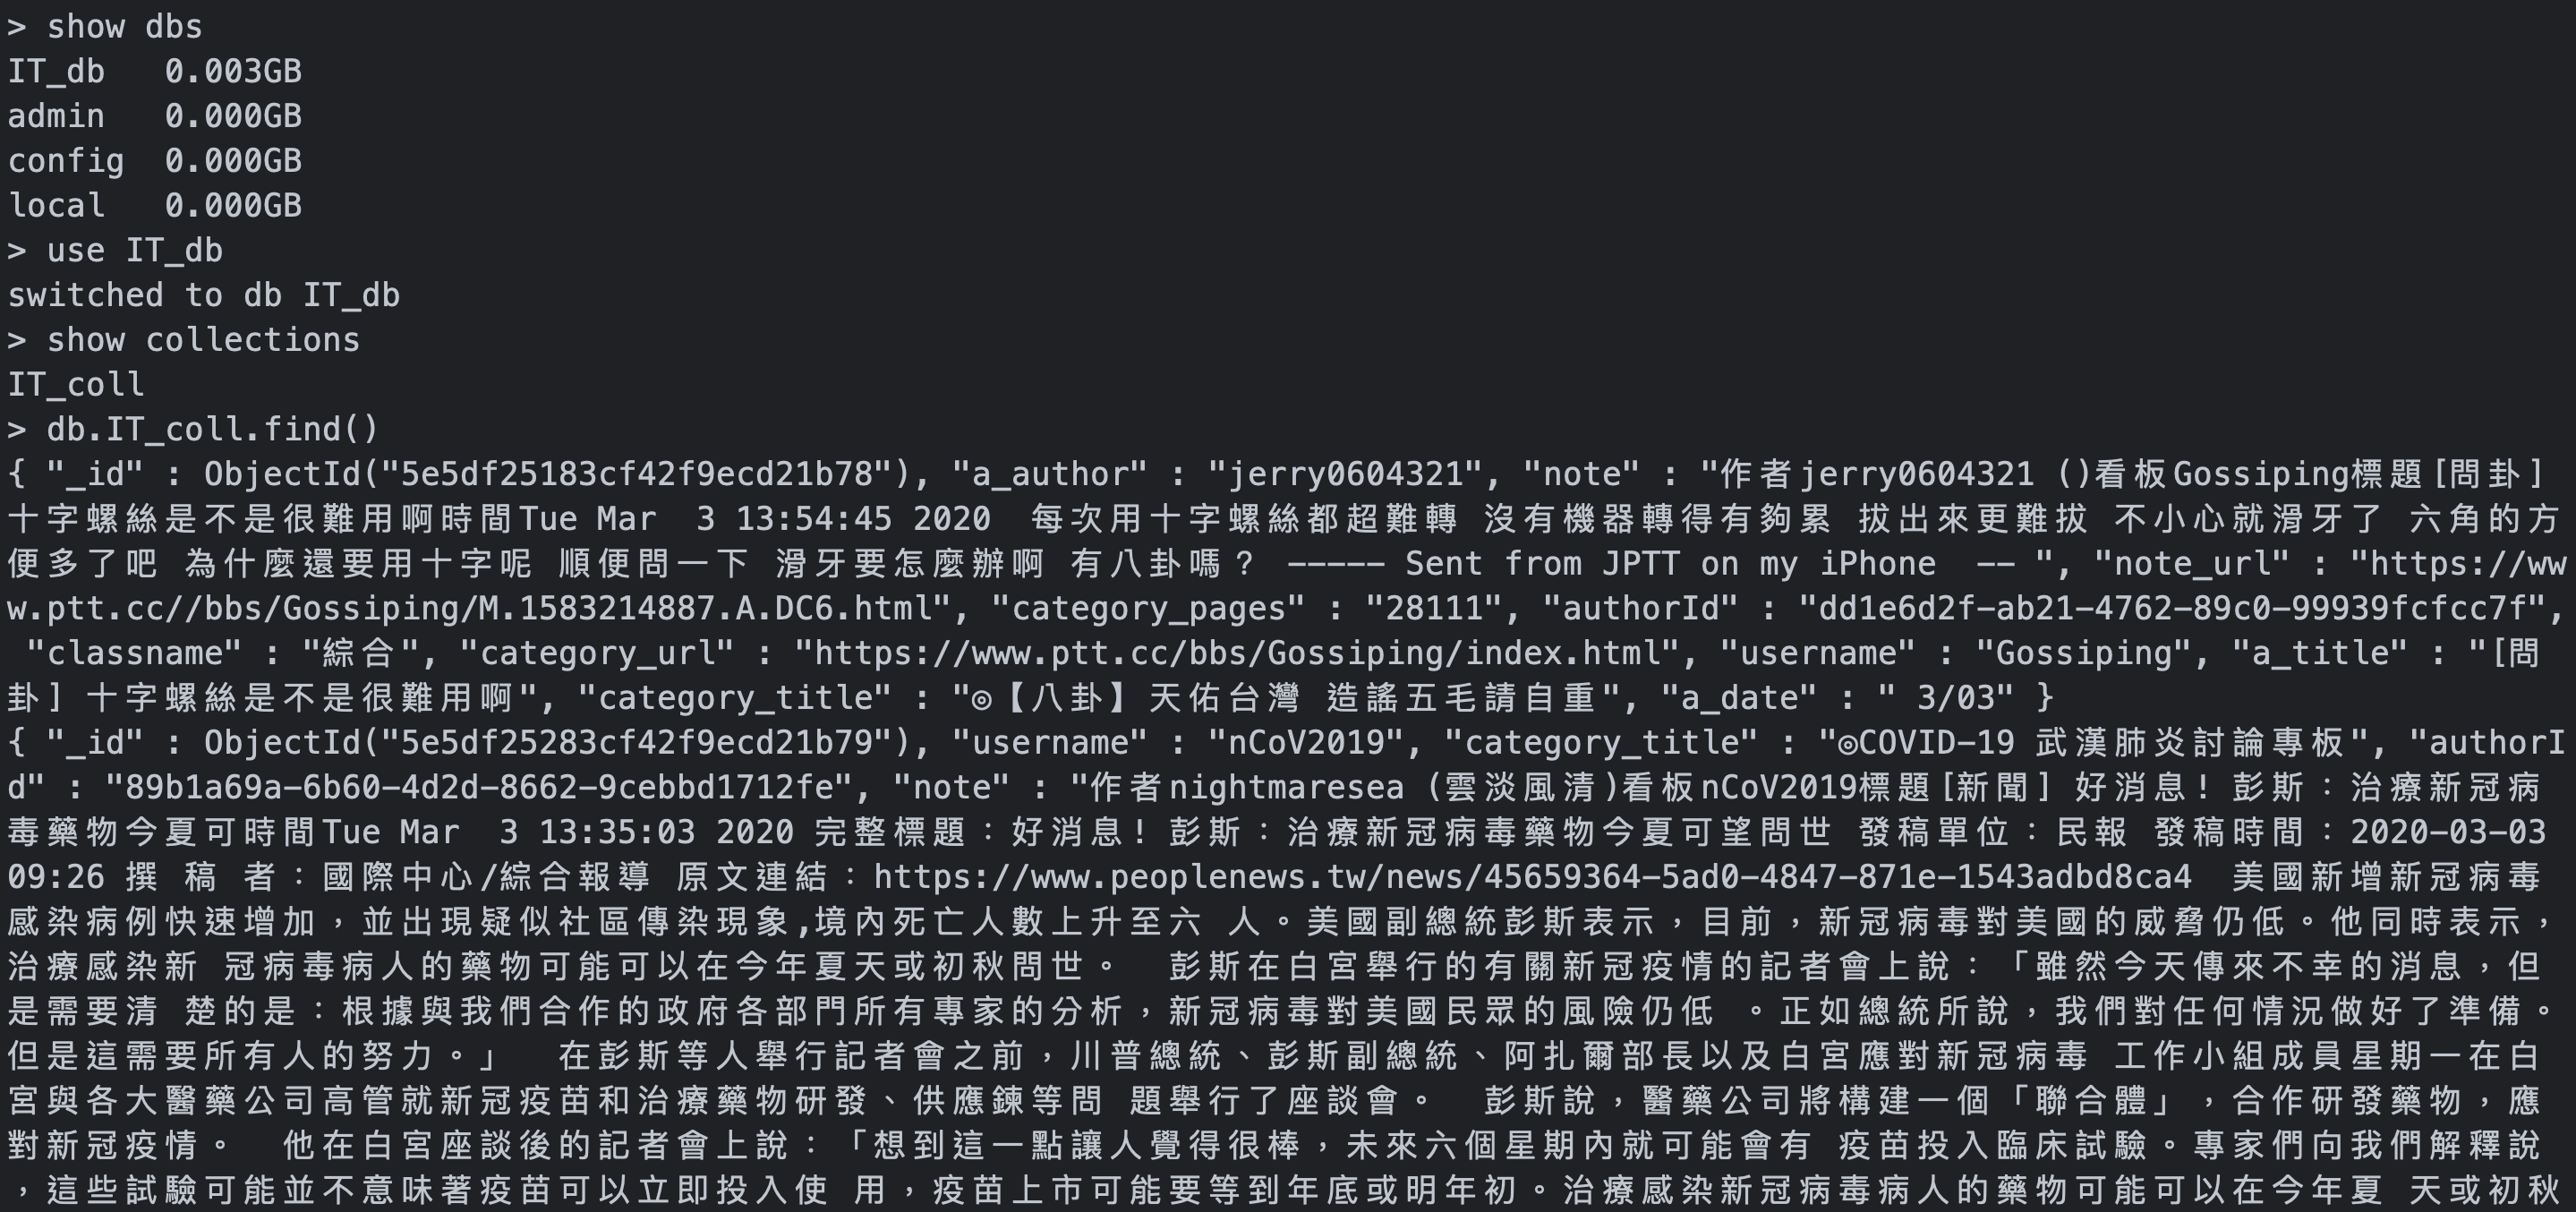 > show dbs
IT_db   0.003GB
admin   0.000GB
config  0.000GB
local   0.000GB
> use IT_db
switched to db IT_db
> show collections
IT_coll
> db.IT_coll.find()
{ "_id" : ObjectId("5e5df25183cf42f9ecd21b78"), "a_author" : "jerry0604321", "note" : "作者jerry0604321 ()看板Gossiping標題[問卦]
十字螺絲是不是很難用啊時間Tue Mar  3 13:54:45 2020  每次用十字螺絲都超難轉 沒有機器轉得有夠累 拔出來更難拔 不小心就滑牙了 六角的方
便多了吧 為什麼還要用十字呢 順便問一下 滑牙要怎麼辦啊 有八卦嗎？ ----- Sent from JPTT on my iPhone  -- ", "note_url" : "https://ww
w.ptt.cc//bbs/Gossiping/M.1583214887.A.DC6.html", "category_pages" : "28111", "authorId" : "dd1e6d2f-ab21-4762-89c0-99939fcfcc7f",
 "classname" : "綜合", "category_url" : "https://www.ptt.cc/bbs/Gossiping/index.html", "username" : "Gossiping", "a_title" : "[問
卦] 十字螺絲是不是很難用啊", "category_title" : "◎【八卦】天佑台灣 造謠五毛請自重", "a_date" : " 3/03" }
{ "_id" : ObjectId("5e5df25283cf42f9ecd21b79"), "username" : "nCoV2019", "category_title" : "◎COVID-19 武漢肺炎討論專板", "authorI
d" : "89b1a69a-6b60-4d2d-8662-9cebbd1712fe", "note" : "作者nightmaresea (雲淡風清)看板nCoV2019標題[新聞] 好消息！彭斯：治療新冠病
毒藥物今夏可時間Tue Mar  3 13:35:03 2020 完整標題：好消息！彭斯：治療新冠病毒藥物今夏可望問世 發稿單位：民報 發稿時間：2020-03-03
09:26 撰 稿 者：國際中心/綜合報導 原文連結：https://www.peoplenews.tw/news/45659364-5ad0-4847-871e-1543adbd8ca4  美國新增新冠病毒
感染病例快速增加，並出現疑似社區傳染現象,境內死亡人數上升至六 人。美國副總統彭斯表示，目前，新冠病毒對美國的威脅仍低。他同時表示，
治療感染新 冠病毒病人的藥物可能可以在今年夏天或初秋問世。  彭斯在白宮舉行的有關新冠疫情的記者會上說：「雖然今天傳來不幸的消息，但
是需要清 楚的是：根據與我們合作的政府各部門所有專家的分析，新冠病毒對美國民眾的風險仍低 。正如總統所說，我們對任何情況做好了準備。
但是這需要所有人的努力。」  在彭斯等人舉行記者會之前，川普總統、彭斯副總統、阿扎爾部長以及白宮應對新冠病毒 工作小組成員星期一在白
宮與各大醫藥公司高管就新冠疫苗和治療藥物研發、供應鍊等問 題舉行了座談會。  彭斯說，醫藥公司將構建一個「聯合體」，合作研發藥物，應
對新冠疫情。  他在白宮座談後的記者會上說：「想到這一點讓人覺得很棒，未來六個星期內就可能會有 疫苗投入臨床試驗。專家們向我們解釋說
，這些試驗可能並不意味著疫苗可以立即投入使 用，疫苗上市可能要等到年底或明年初。治療感染新冠病毒病人的藥物可能可以在今年夏 天或初秋